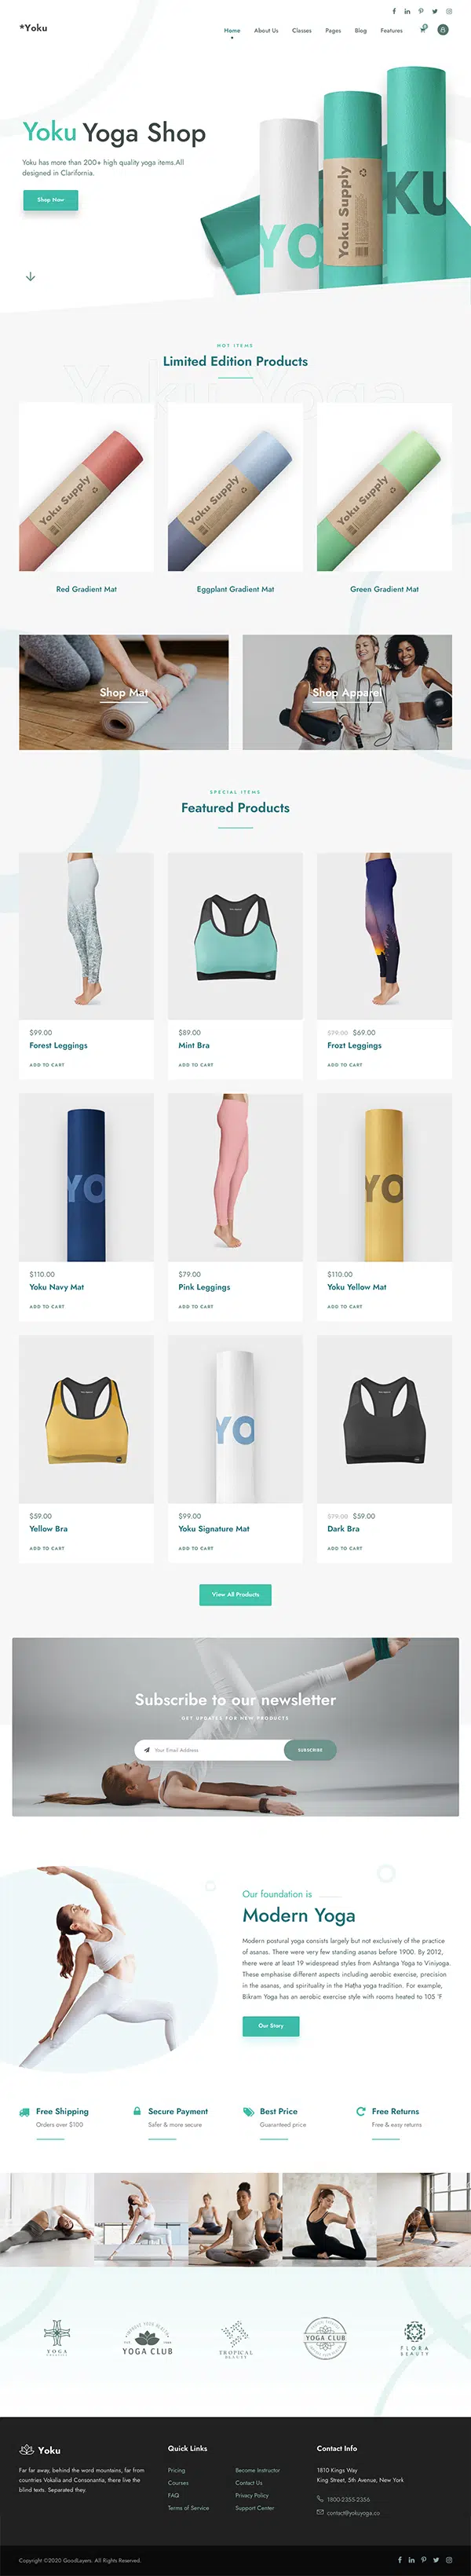 *Yoku
Home About Us Classes Pages Blog Features
Yoku Yoga Shop
Yoku has more than 200+ high quality yoga items.All
designed in Clarifornia.
Shop Now
YO
Yoku Supply
KU
HOT ITEMS
Limited Edition Products
Yoku Yoga
Yoku Supply
Yoku Supply
Yoku Supply
Red Gradient Mat
Eggplant Gradient Mat
Green Gradient Mat
Shop Mat
Shop Apparel
SPECIAL ITEMS
Featured Products
$99.00
Forest Leggings
ADD TO CART
$89.00
Mint Bra
ADD TO CART
$79.00 $69.00
Frozt Leggings
ADD TO CART
YO
$110.00
Yoku Navy Mat
ADD TO CART
$79.00
Pink Leggings
ADD TO CART
YO
$110.00
Yoku Yellow Mat
ADD TO CART
$59.00
Yellow Bra
ADD TO CART
YO
$99.00
Yoku Signature Mat
ADD TO CART
$79.00 $59.00
Dark Bra
ADD TO CART
View All Products
Subscribe to our newsletter
GET UPDATES FOR NEW PRODUCTS
Your Email Address
SUBSCRIBE
Our foundation is
Modern Yoga
Modern postural yoga consists largely but not exclusively of the practice
of asanas. There were very few standing asanas before 1900. By 2012,
there were at least 19 widespread styles from Ashtanga Yoga to Viniyoga.
These emphasise different aspects including aerobic exercise, precision
in the asanas, and spirituality in the Haṭha yoga tradition. For example,
Bikram Yoga has an aerobic exercise style with rooms heated to 105 °F
Our Story
Free Shipping
Orders over $100
Secure Payment
Safer & more secure
Best Price
Guaranteed price
Free Returns
Free & easy returns
YOGA
YOGA CLUB
TROPICAL
BEAUTY
YOGA CLUB
FLORA
BEAUTY
Yoku
Far far away, behind the word mountains, far from
countries Vokalia and Consonantia, there live the
blind texts. Separated they.
Quick Links
Pricing
Courses
FAQ
Terms of Service
Become Instructor
Contact Us
Privacy Policy
Support Center
Contact Info
1810 Kings Way
King Street, 5th Avenue, New York
1800-2355-2356
contact@yokuyoga.co
Copyright ©2020 GoodLayers. All Rights Reserved.